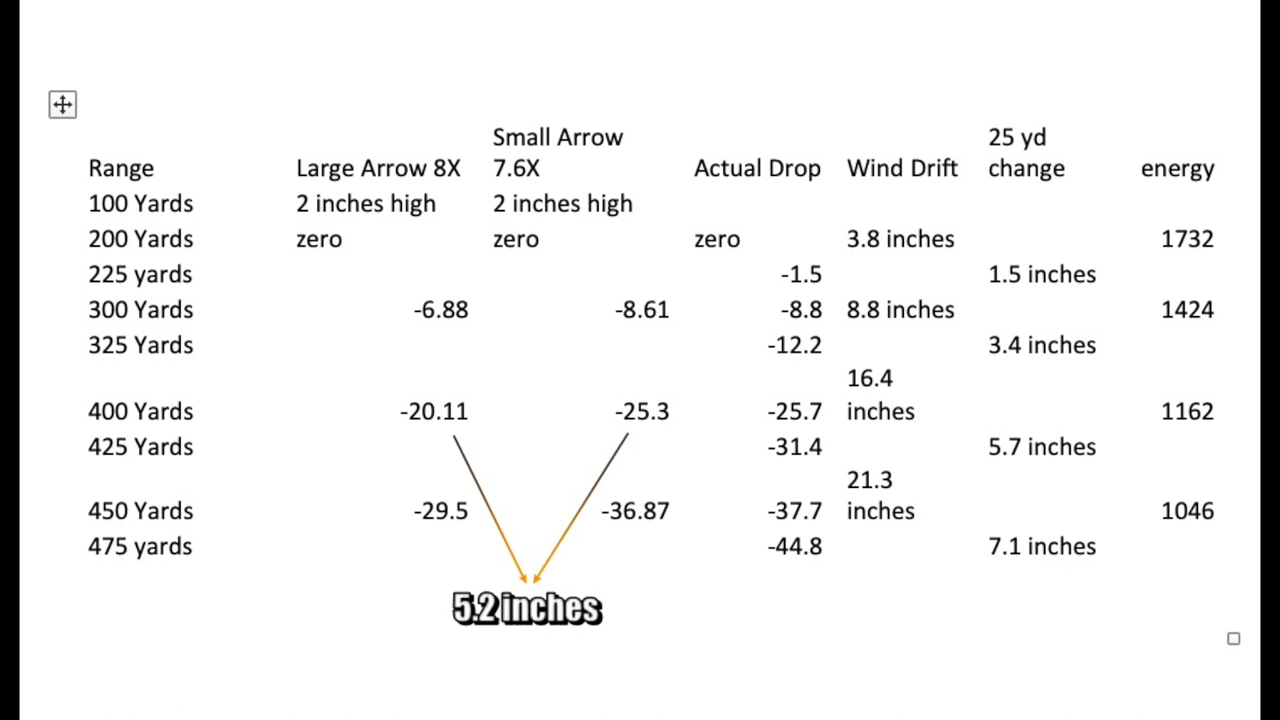 Small Arrow 25 yd
Range Large Arrow 8X 7.6X Actual Drop Wind Drift change energy
100 Yards 2 inches high 2 inches high
200 Yards zero zero zero 3.8 inches 1732
225 yards -1.5 1.5 inches
300 Yards -6.88 -8.61 -8.8 8.8 inches 1424
325 Yards -12.2 3.4 inches
16.4
400 Yards -20.11 -25.3 -25.7 inches 1162
425 Yards -31.4 5.7 inches
21.3
450 Yards -29.5 -36.87 -37.7 inches 1046
475 yards -44.8 7.1 inches
5.2 inches